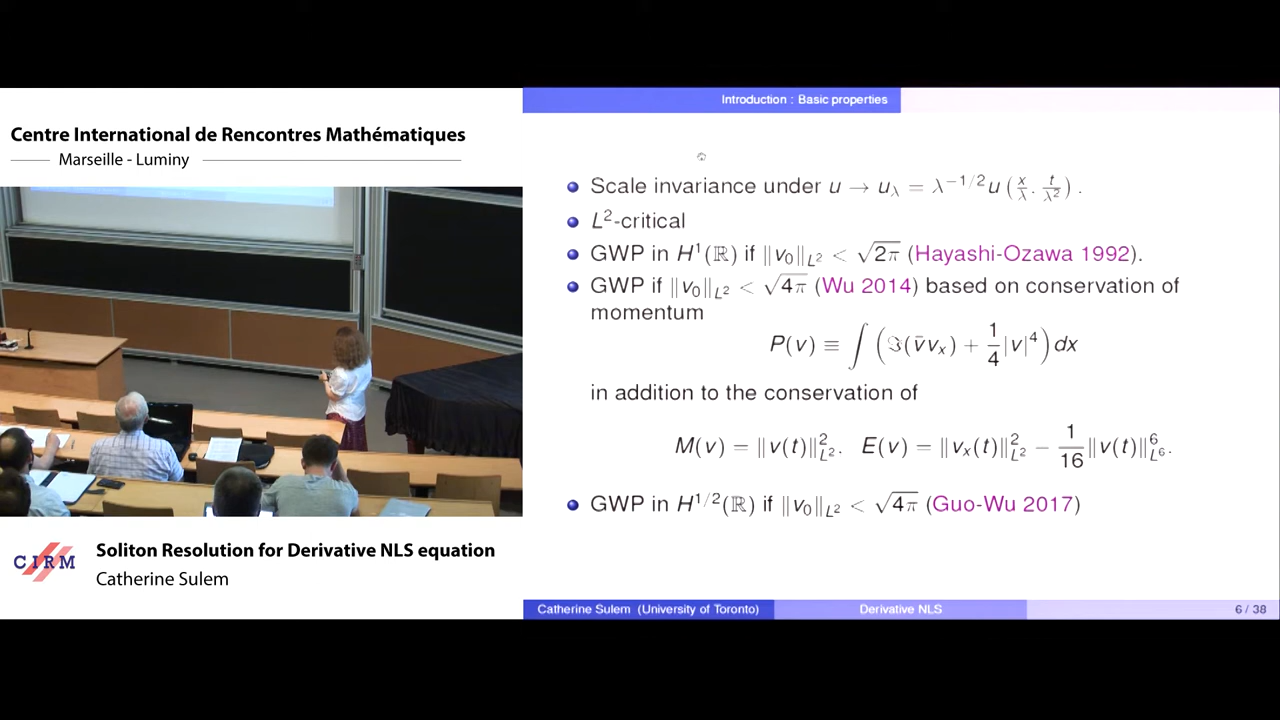 Centre International de Rencontres Mathématiques
Marseille - Luminy
CIRM
Soliton Resolution for Derivative NLS equation
Catherine Sulem
Introduction : Basic properties
Scale invariance under u → u_λ = λ^{−1/2} u(x/λ, t/λ²).
L²-critical
GWP in H¹(ℝ) if ‖v₀‖_{L²} < √2π (Hayashi-Ozawa 1992).
GWP if ‖v₀‖_{L²} < √4π (Wu 2014) based on conservation of
momentum
P(v) ≡ ∫ (ℑ(v̄v_x) + 1/4 |v|⁴) dx
in addition to the conservation of
M(v) = ‖v(t)‖²_{L²}. E(v) = ‖v_x(t)‖²_{L²} − 1/16 ‖v(t)‖⁶_{L⁶}.
GWP in H^{1/2}(ℝ) if ‖v₀‖_{L²} < √4π (Guo-Wu 2017)
Catherine Sulem (University of Toronto)
Derivative NLS
6 / 38